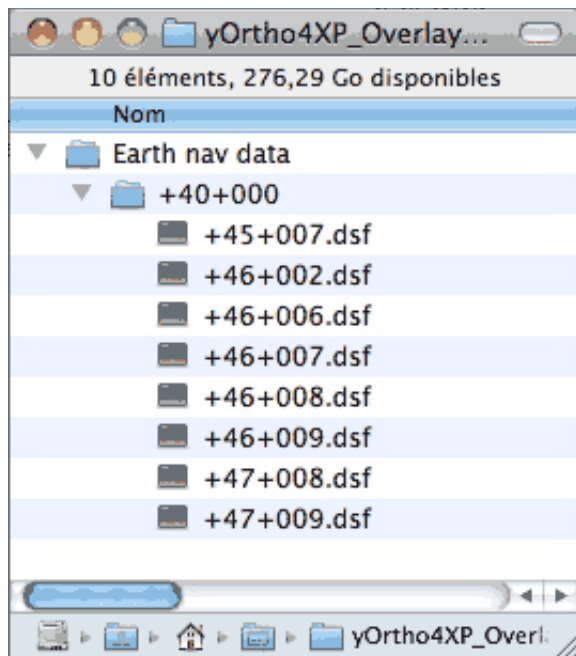 yOrtho4XP_Overlay...
10 éléments, 276,29 Go disponibles
Nom
Earth nav data
+40+000
+45+007.dsf
+46+002.dsf
+46+006.dsf
+46+007.dsf
+46+008.dsf
+46+009.dsf
+47+008.dsf
+47+009.dsf
yOrtho4XP_Overl